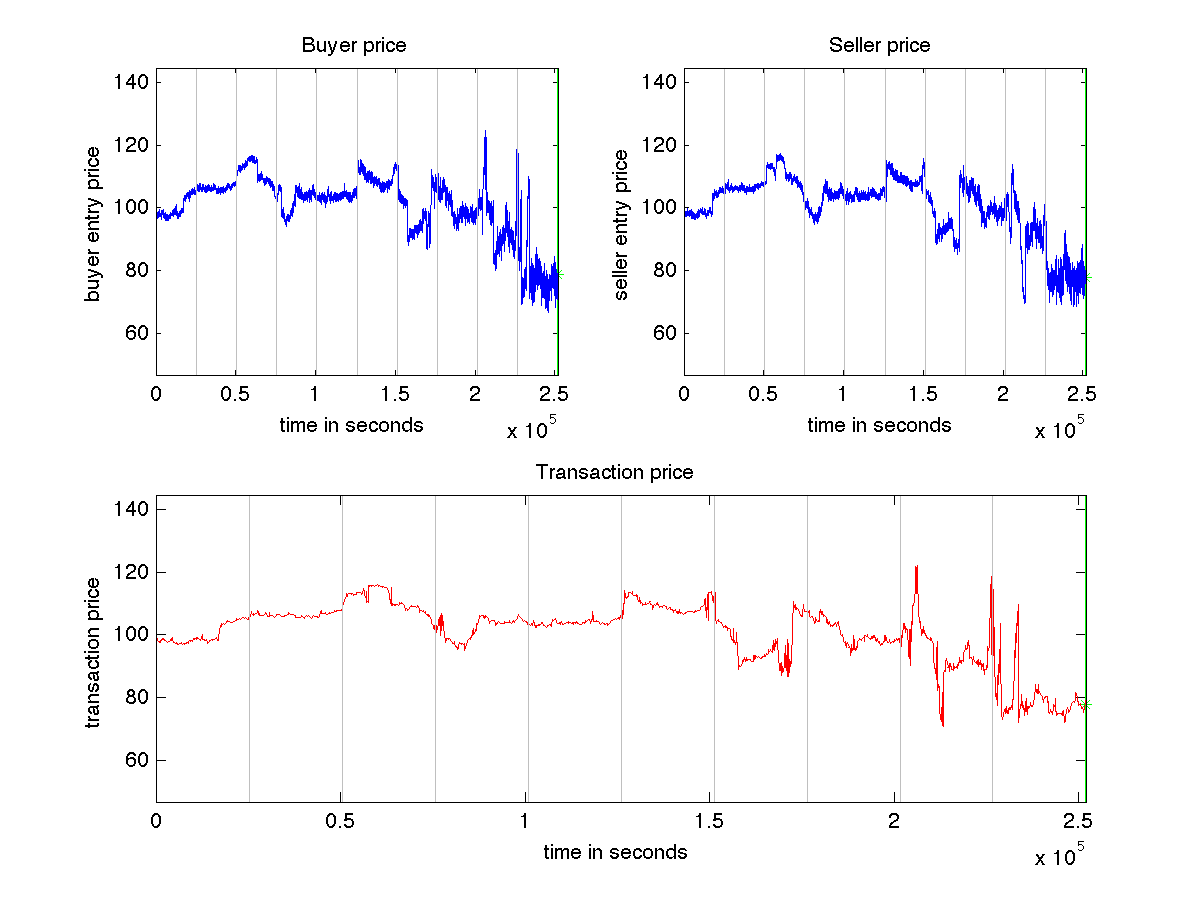 Buyer price
140
120
100
80
60
buyer entry price
0 0.5 1 1.5 2 2.5
time in seconds
x 10^5
Seller price
140
120
100
80
60
seller entry price
0 0.5 1 1.5 2 2.5
time in seconds
x 10^5
Transaction price
140
120
100
80
60
transaction price
0 0.5 1 1.5 2 2.5
time in seconds
x 10^5